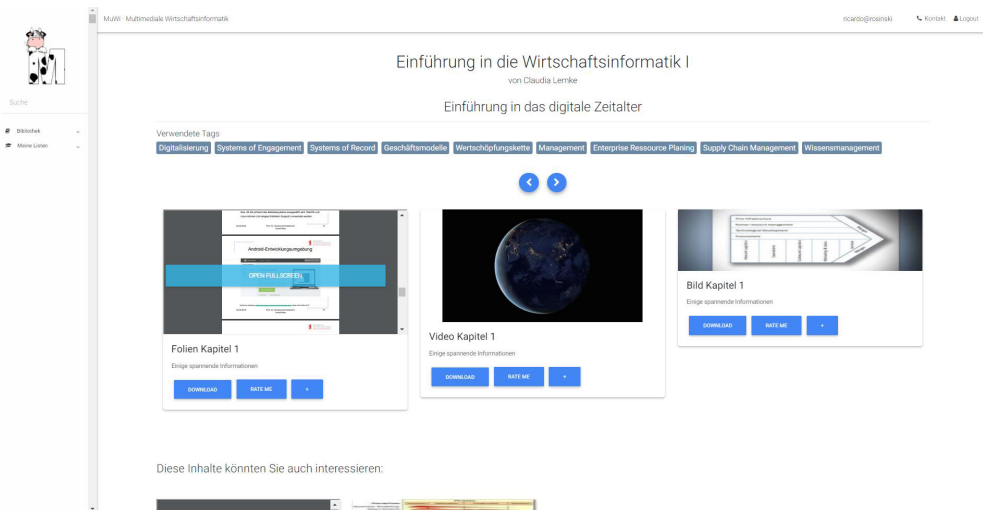 MuWi - Multimediale Wirtschaftsinformatik
ricardo@rosinski
Kontakt
Logout
Suche
Bibliothek
Meine Listen
Einführung in die Wirtschaftsinformatik I
von Claudia Lemke
Einführung in das digitale Zeitalter
Verwendete Tags
Digitalisierung Systems of Engagement Systems of Record Geschäftsmodelle Wertschöpfungskette Management Enterprise Ressource Planing Supply Chain Management Wissensmanagement
Android-Entwicklungsumgebung
OPEN FULLSCREEN
Folien Kapitel 1
Einige spannende Informationen
DOWNLOAD RATE ME +
Video Kapitel 1
Einige spannende Informationen
DOWNLOAD RATE ME +
Bild Kapitel 1
Einige spannende Informationen
DOWNLOAD RATE ME +
Diese Inhalte könnten Sie auch interessieren: